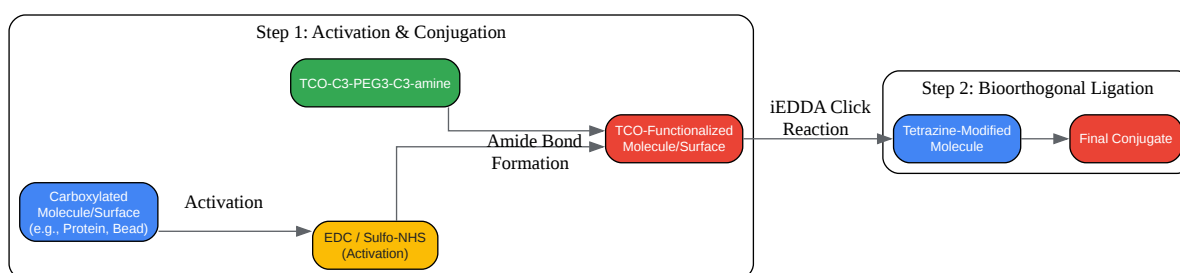 Step 1: Activation & Conjugation
TCO-C3-PEG3-C3-amine
Carboxylated
Molecule/Surface
(e.g., Protein, Bead)
Activation
EDC / Sulfo-NHS
(Activation)
Amide Bond
Formation
TCO-Functionalized
Molecule/Surface
iEDDA Click
Reaction
Step 2: Bioorthogonal Ligation
Tetrazine-Modified
Molecule
Final Conjugate